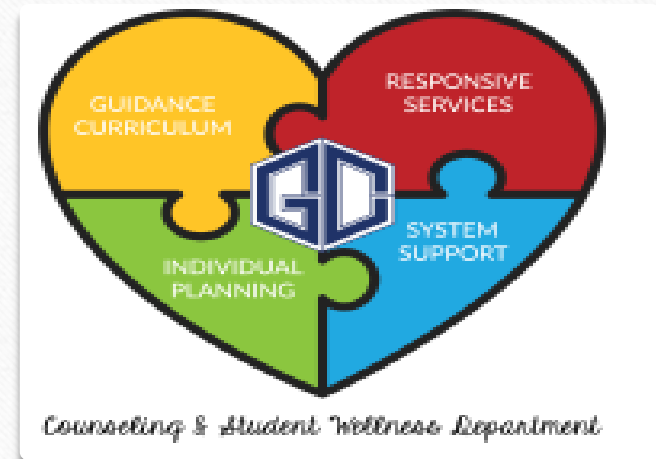 GUIDANCE
CURRICULUM
RESPONSIVE
SERVICES
GC
INDIVIDUAL
PLANNING
SYSTEM
SUPPORT
Counseling & Student Wellness Department